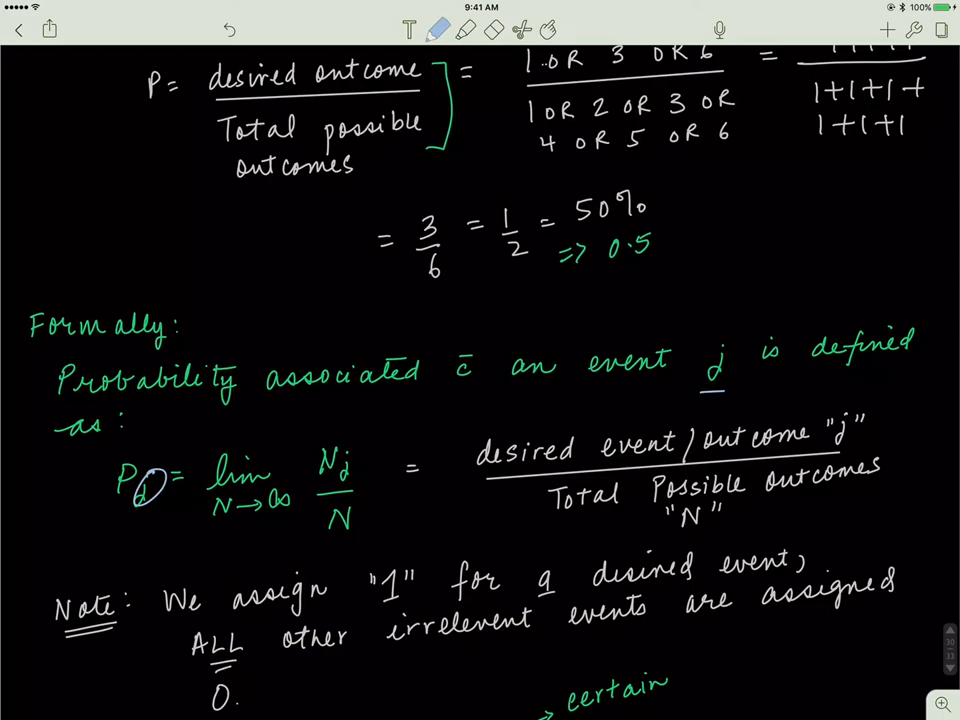 9:41 AM
100%
T
1 OR 3 OR 6
P = desired outcome = =
1 OR 2 OR 3 OR 1+1+1+
Total possible 4 OR 5 OR 6 1+1+1
outcomes
= 3/6 = 1/2 = 50%
=> 0.5
Formally:
Probability associated c̄ an event j is defined
as:
Pj = lim N→∞ Nj/N = desired event/outcome "j"
Total Possible outcomes
"N"
Note: We assign "1" for a desired event,
ALL other irrelevent events are assigned
0.
→ certain
30
33